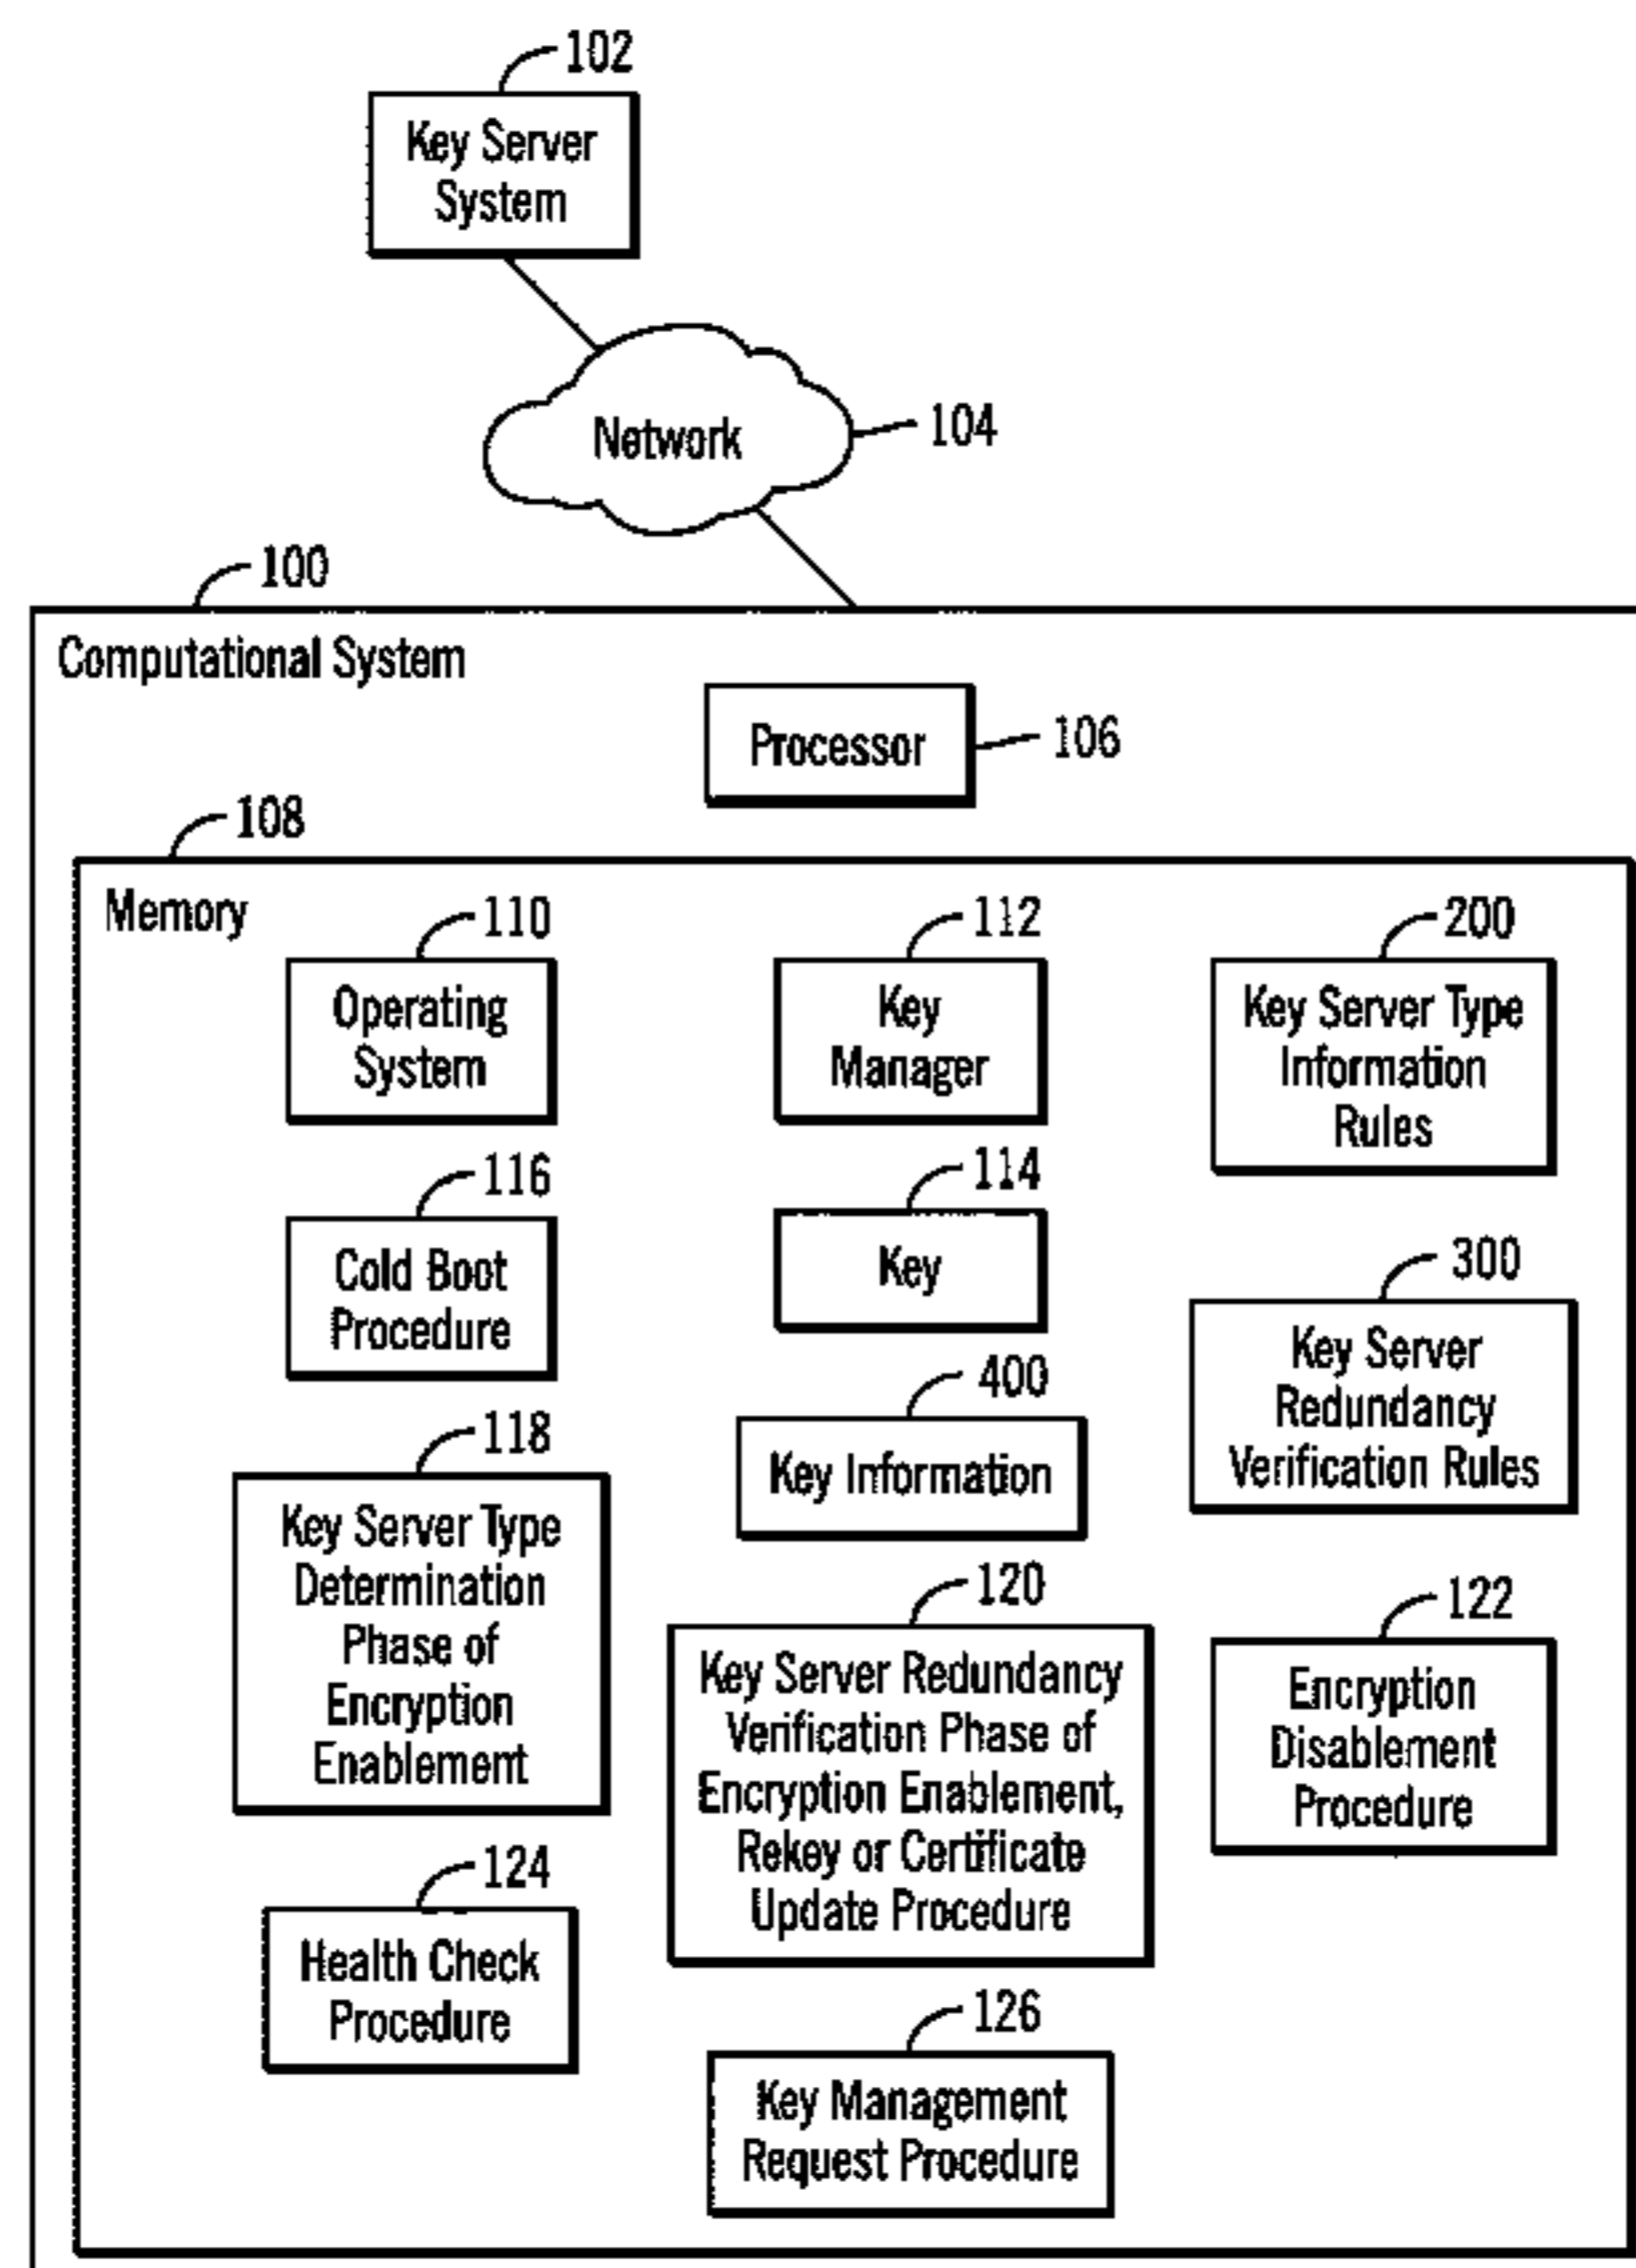 102
Key Server
System
Network
104
100
Computational System
Processor
106
108
Memory
110
Operating
System
112
Key
Manager
200
Key Server Type
Information
Rules
116
Cold Boot
Procedure
114
Key
300
Key Server
Redundancy
Verification Rules
400
Key Information
118
Key Server Type
Determination
Phase of
Encryption
Enablement
120
Key Server Redundancy
Verification Phase of
Encryption Enablement,
Rekey or Certificate
Update Procedure
122
Encryption
Disablement
Procedure
124
Health Check
Procedure
126
Key Management
Request Procedure